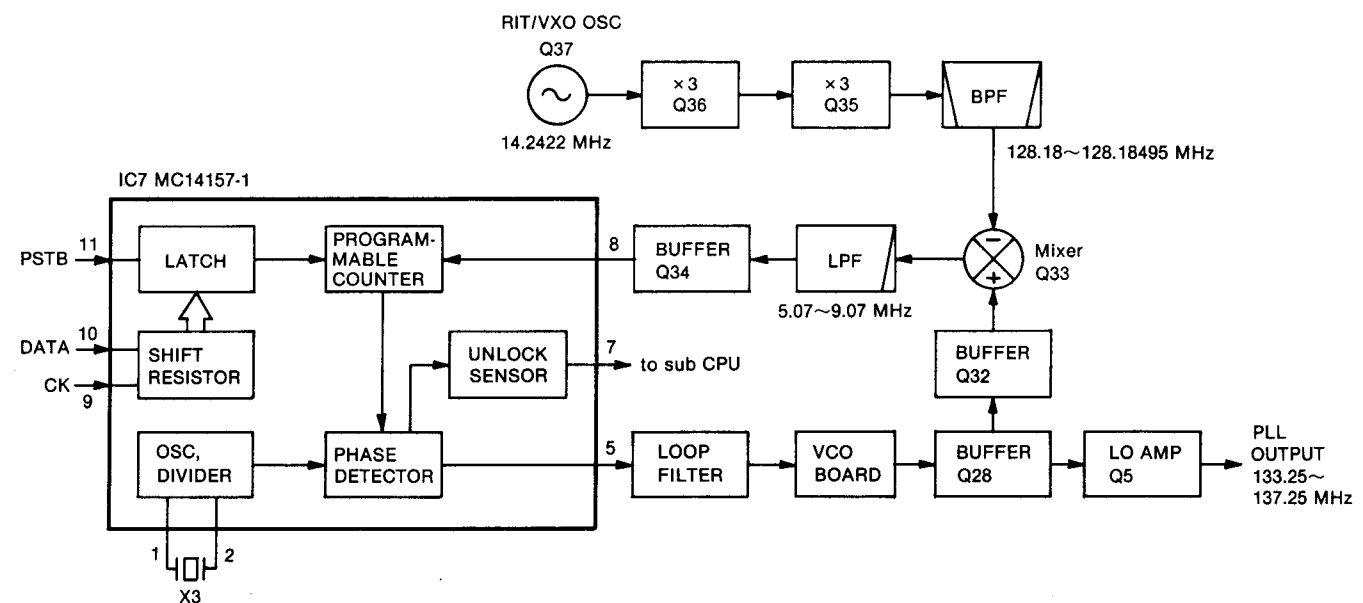 RIT/VXO OSC
Q37
14.2422 MHz
×3
Q36
×3
Q35
BPF
128.18~128.18495 MHz
IC7 MC14157-1
PSTB
11
LATCH
PROGRAM-
MABLE
COUNTER
8
BUFFER
Q34
LPF
5.07~9.07 MHz
−
+
Mixer
Q33
DATA
10
CK
9
SHIFT
RESISTOR
UNLOCK
SENSOR
7
to sub CPU
BUFFER
Q32
OSC,
DIVIDER
PHASE
DETECTOR
5
LOOP
FILTER
VCO
BOARD
BUFFER
Q28
LO AMP
Q5
PLL
OUTPUT
133.25~
137.25 MHz
1
2
X3